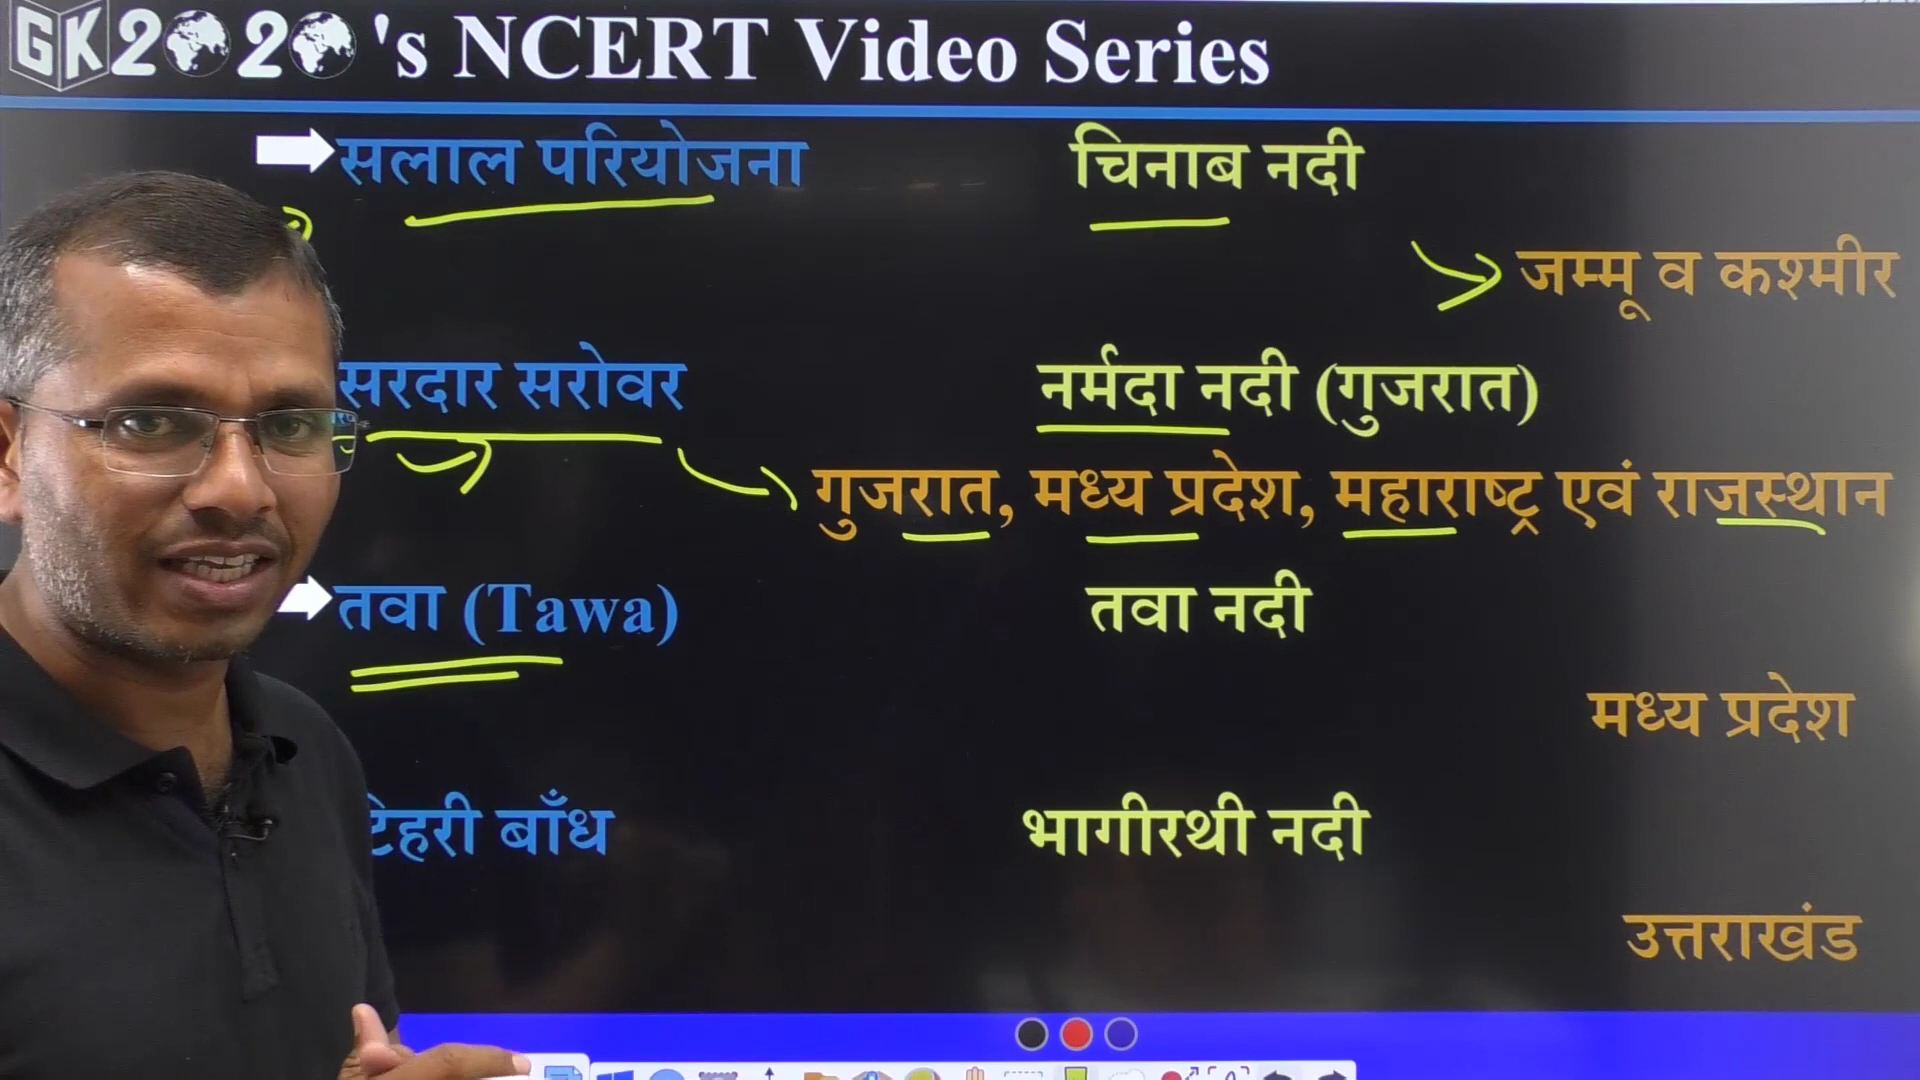 GK2020's NCERT Video Series
सलाल परियोजना चिनाब नदी
जम्मू व कश्मीर
सरदार सरोवर नर्मदा नदी (गुजरात)
गुजरात, मध्य प्रदेश, महाराष्ट्र एवं राजस्थान
तवा (Tawa) तवा नदी
मध्य प्रदेश
टिहरी बाँध भागीरथी नदी
उत्तराखंड